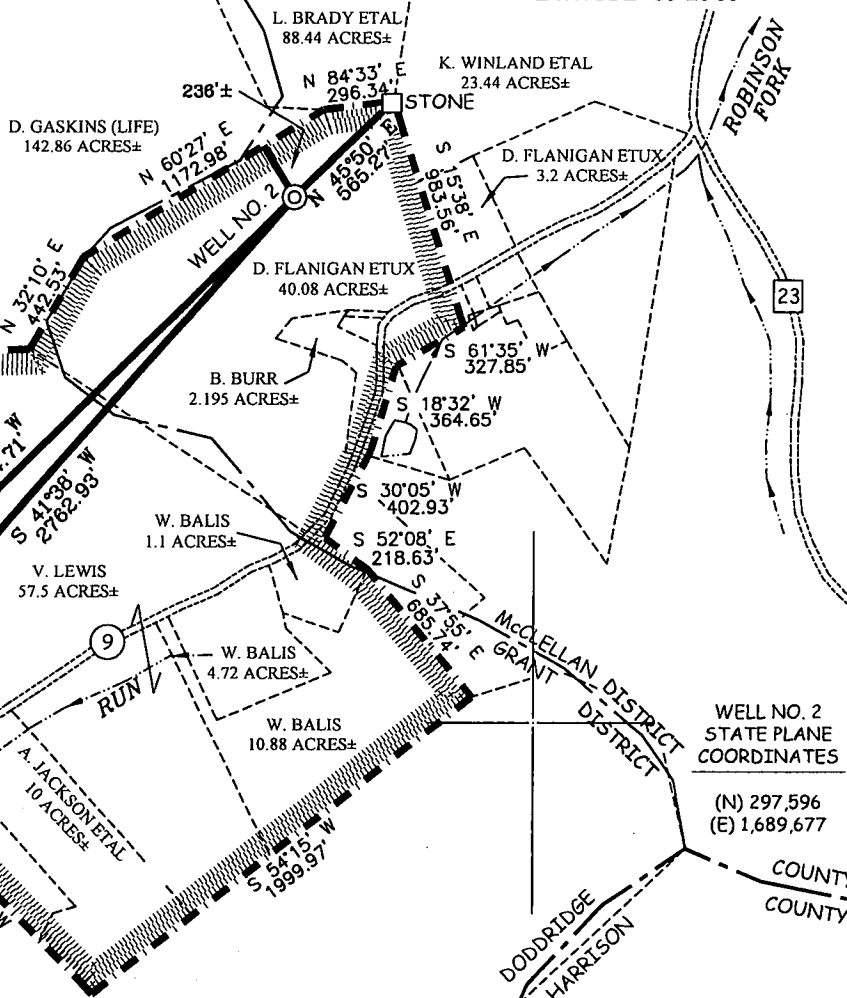 L. BRADY ETAL
88.44 ACRES±
N 84°33' E
296.34'
K. WINLAND ETAL
23.44 ACRES±
236'±
STONE
ROBINSON
FORK
D. GASKINS (LIFE)
142.86 ACRES±
N 60°27' E
1172.98'
N 45°50' E
565.27'
S 15°38' E
983.56'
D. FLANIGAN ETUX
3.2 ACRES±
WELL NO. 2
N 32°10' E
442.53'
D. FLANIGAN ETUX
40.08 ACRES±
23
S 61°35' W
327.85'
B. BURR
2.195 ACRES±
S 18°32' W
364.65'
W
.71'
S 41°38' W
2762.93'
S 30°05' W
402.93'
W. BALIS
1.1 ACRES±
S 52°08' E
218.63'
V. LEWIS
57.5 ACRES±
S 37°55' E
685.74'
9
McCLELLAN DISTRICT
GRANT DISTRICT
W. BALIS
4.72 ACRES±
RUN
W. BALIS
10.88 ACRES±
WELL NO. 2
STATE PLANE
COORDINATES
(N) 297,596
(E) 1,689,677
A. JACKSON ETAL
10 ACRES±
S 54°15' W
1999.97'
COUNTY
COUNTY
DODDRIDGE
HARRISON
W